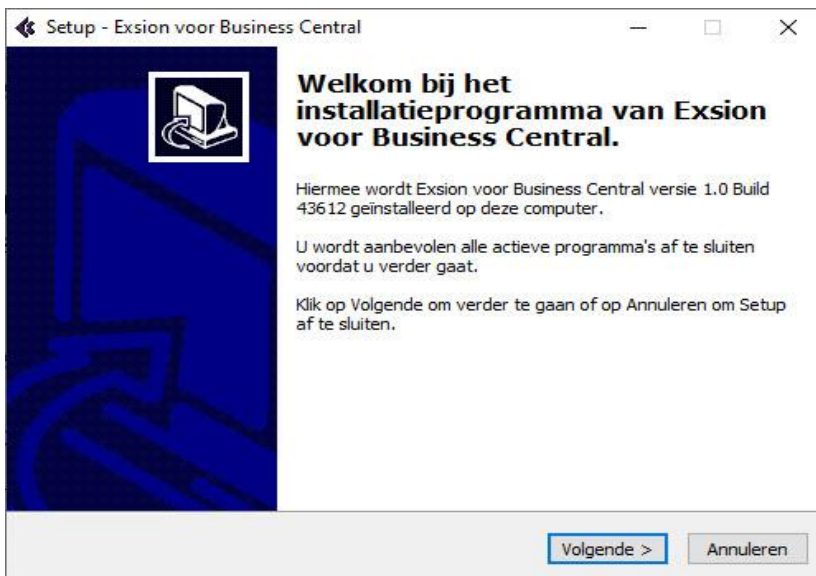 Setup - Exsion voor Business Central
Welkom bij het
installatieprogramma van Exsion
voor Business Central.
Hiermee wordt Exsion voor Business Central versie 1.0 Build
43612 geïnstalleerd op deze computer.
U wordt aanbevolen alle actieve programma's af te sluiten
voordat u verder gaat.
Klik op Volgende om verder te gaan of op Annuleren om Setup
af te sluiten.
Volgende >
Annuleren